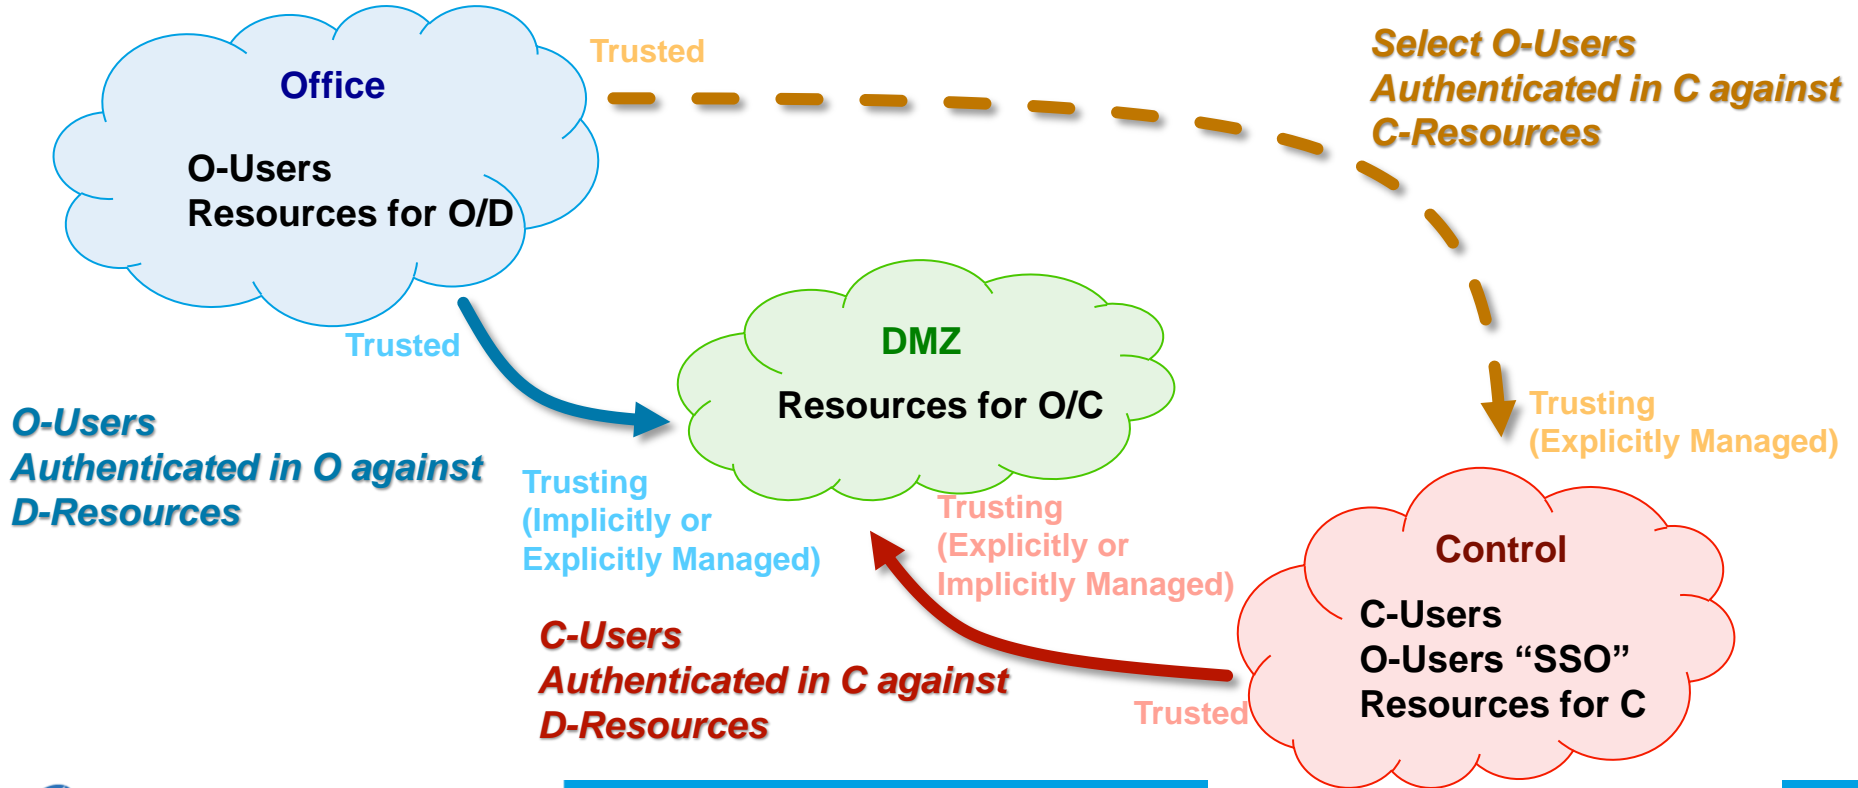 Trusted
Office
O-Users
Resources for O/D
Select O-Users
Authenticated in C against
C-Resources
Trusted
DMZ
Resources for O/C
O-Users
Authenticated in O against
D-Resources
Trusting
(Implicitly or
Explicitly Managed)
Trusting
(Explicitly Managed)
Trusting
(Explicitly or
Implicitly Managed)
Control
C-Users
O-Users “SSO”
Resources for C
C-Users
Authenticated in C against
D-Resources
Trusted